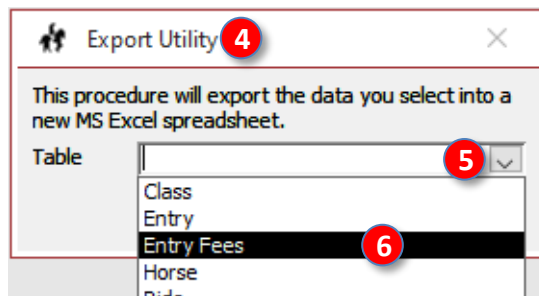 Export Utility 4
This procedure will export the data you select into a
new MS Excel spreadsheet.
Table 5
Class
Entry
Entry Fees 6
Horse